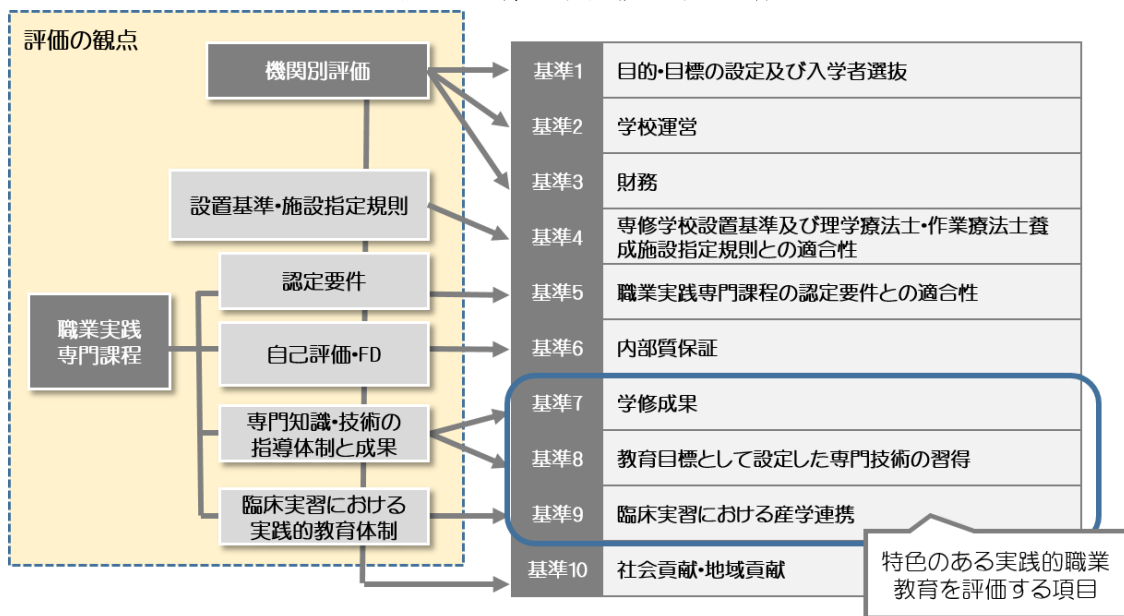 評価の観点
機関別評価
設置基準・施設指定規則
職業実践
専門課程
認定要件
自己評価・FD
専門知識・技術の
指導体制と成果
臨床実習における
実践的教育体制
基準1 目的・目標の設定及び入学者選抜
基準2 学校運営
基準3 財務
基準4 専修学校設置基準及び理学療法士・作業療法士養
成施設指定規則との適合性
基準5 職業実践専門課程の認定要件との適合性
基準6 内部質保証
基準7 学修成果
基準8 教育目標として設定した専門技術の習得
基準9 臨床実習における産学連携
基準10 社会貢献・地域貢献
特色のある実践的職業
教育を評価する項目